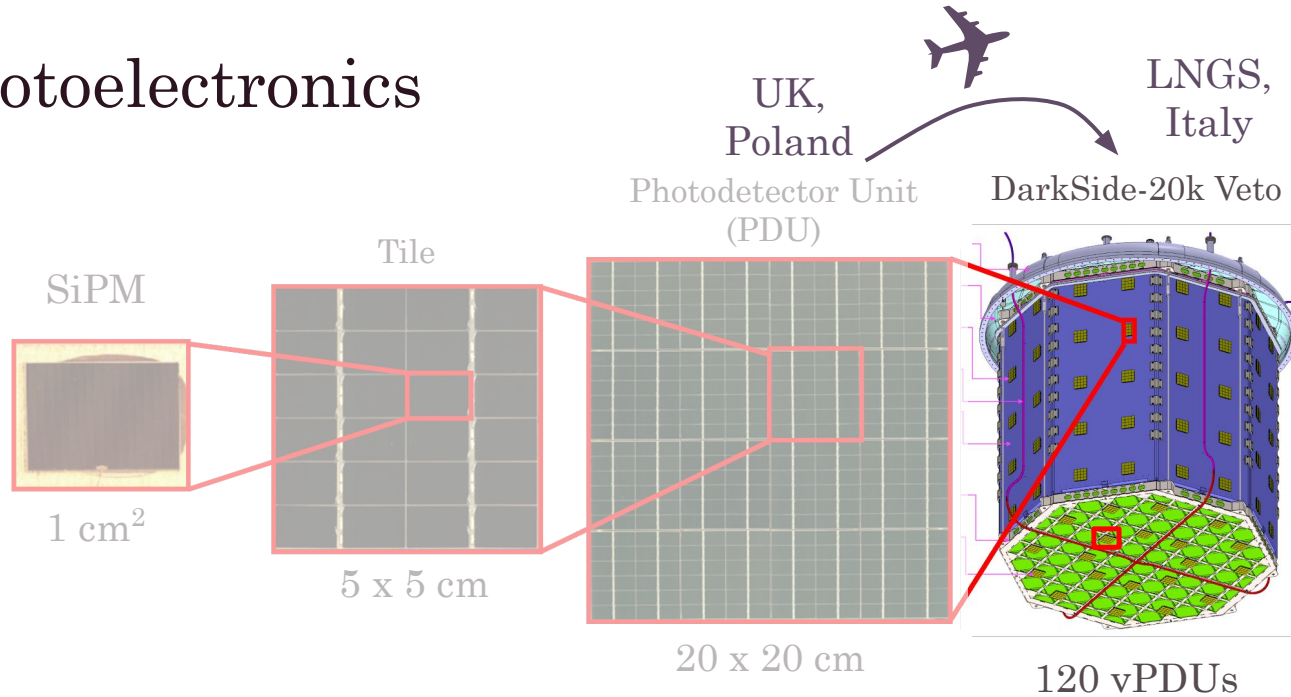 otoelectronics
UK,
Poland
LNGS,
Italy
Photodetector Unit
(PDU)
DarkSide-20k Veto
Tile
SiPM
1 cm²
5 x 5 cm
20 x 20 cm
120 vPDUs